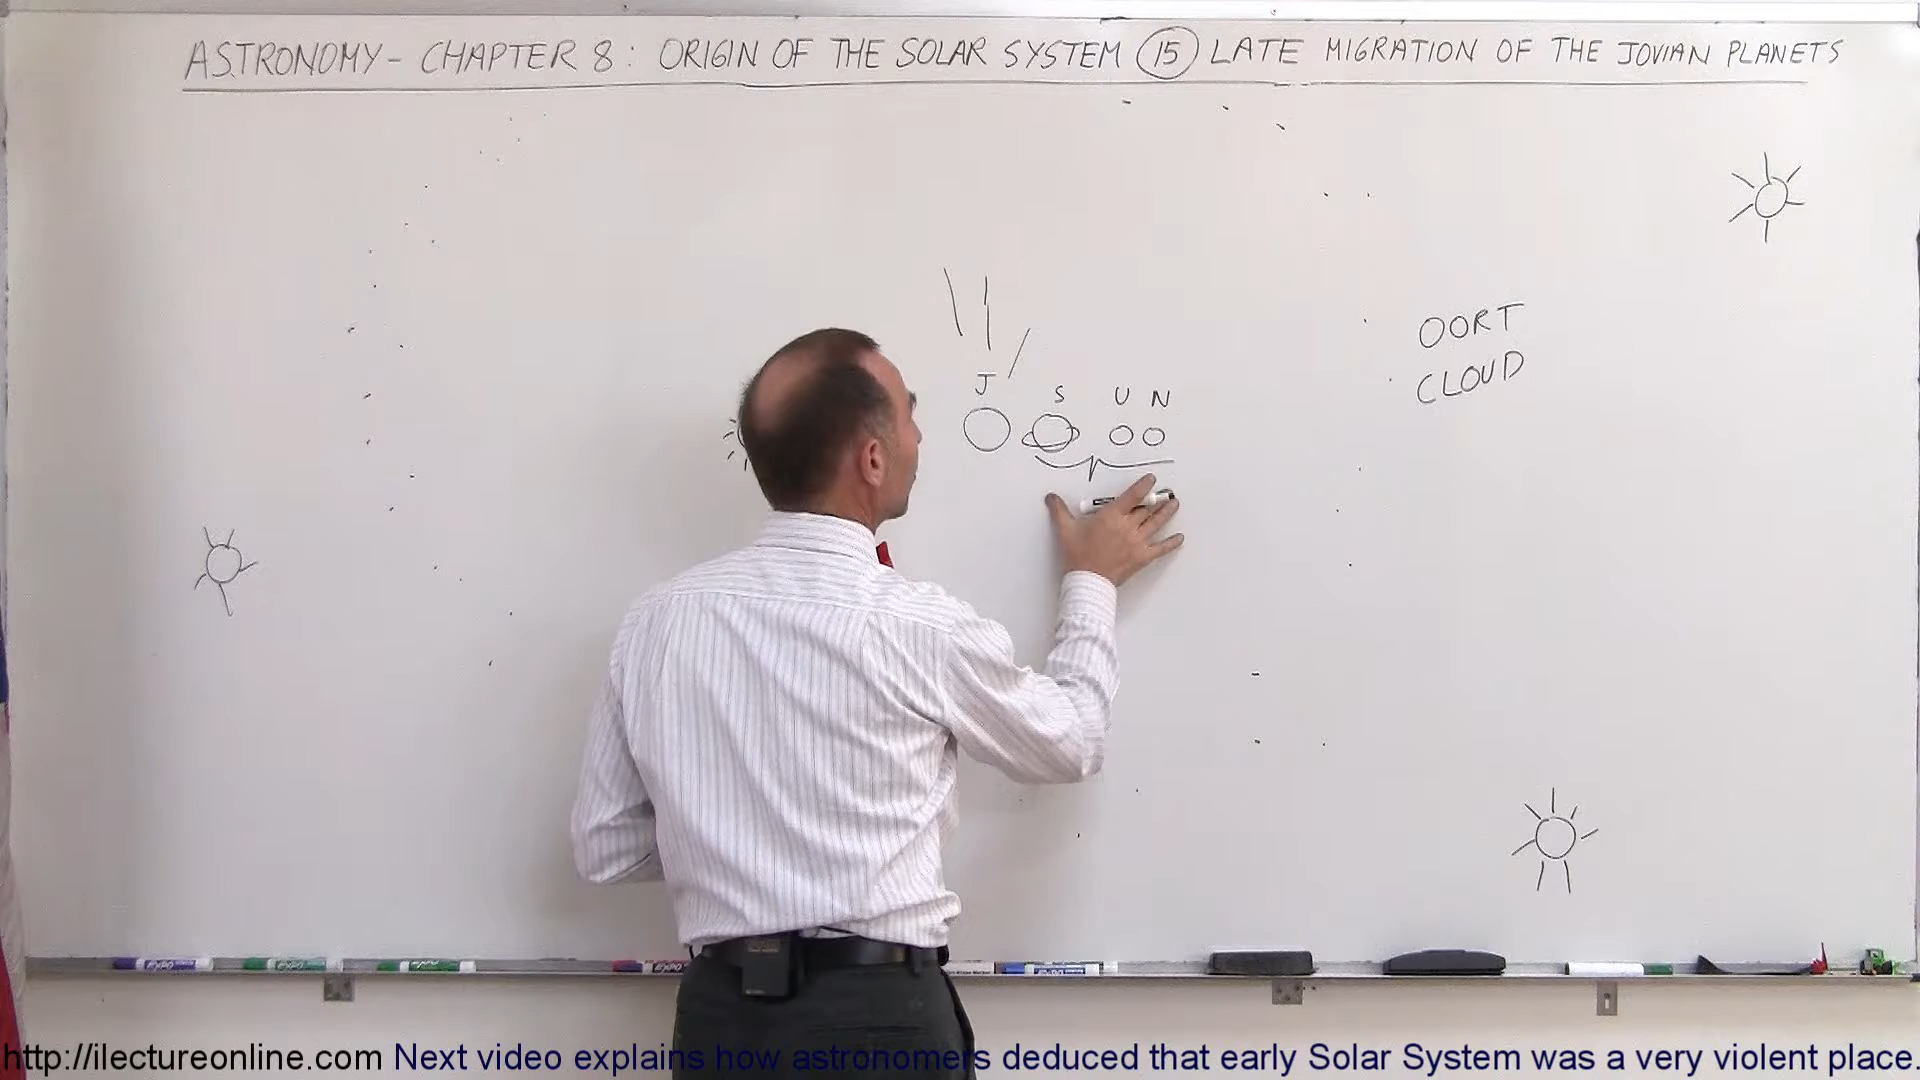 ASTRONOMY - CHAPTER 8: ORIGIN OF THE SOLAR SYSTEM 15 LATE MIGRATION OF THE JOVIAN PLANETS
OORT
CLOUD
J
S U N
http://ilectureonline.com Next video explains how astronomers deduced that early Solar System was a very violent place.